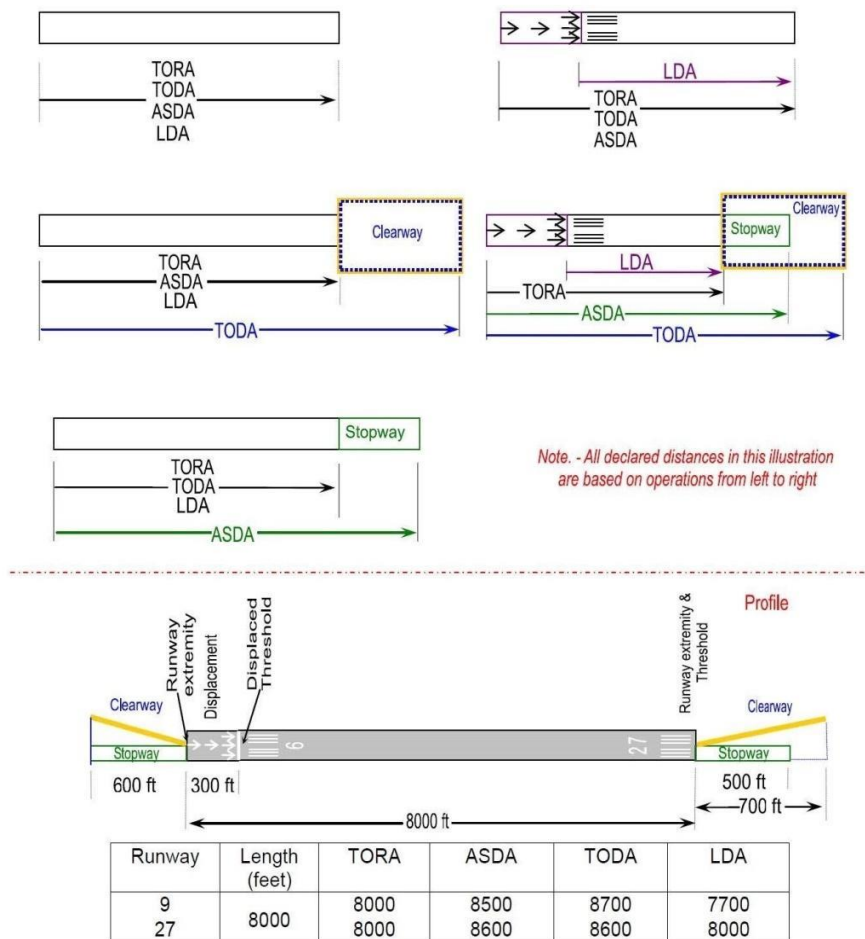 TORA
TODA
ASDA
LDA
LDA
TORA
TODA
ASDA
Clearway
TORA
ASDA
LDA
TODA
Clearway
Stopway
LDA
TORA
ASDA
TODA
Stopway
TORA
TODA
LDA
ASDA
Note. - All declared distances in this illustration
are based on operations from left to right
Profile
Runway
extremity
Displacement
Displaced
Threshold
Runway extremity &
Threshold
Clearway
Clearway
Stopway
9
27
Stopway
600 ft
300 ft
500 ft
700 ft
8000 ft
Runway Length (feet) TORA ASDA TODA LDA
9 8000 8000 8500 8700 7700
27 8000 8600 8600 8000